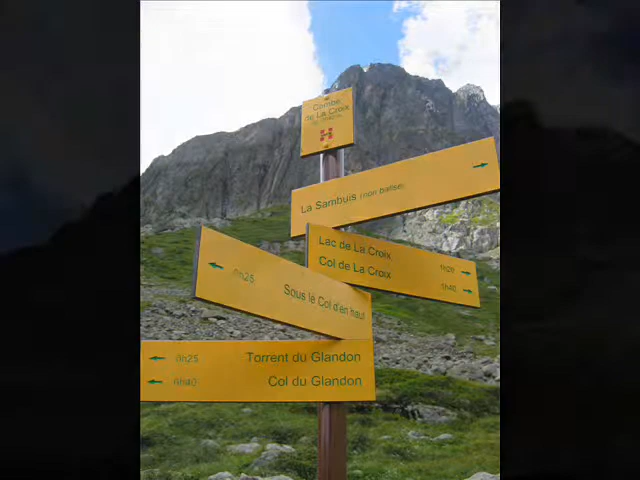 Combe
de La Croix
H
La Sambuis (non balisé)
Lac de La Croix
Col de La Croix 1h40
0h25 Sous le Col d'en haut
0h25 Torrent du Glandon
0h40 Col du Glandon